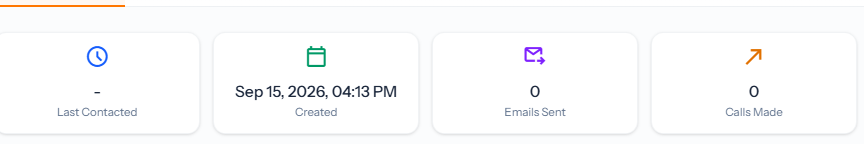 -
Last Contacted
Sep 15, 2026, 04:13 PM
Created
0
Emails Sent
0
Calls Made